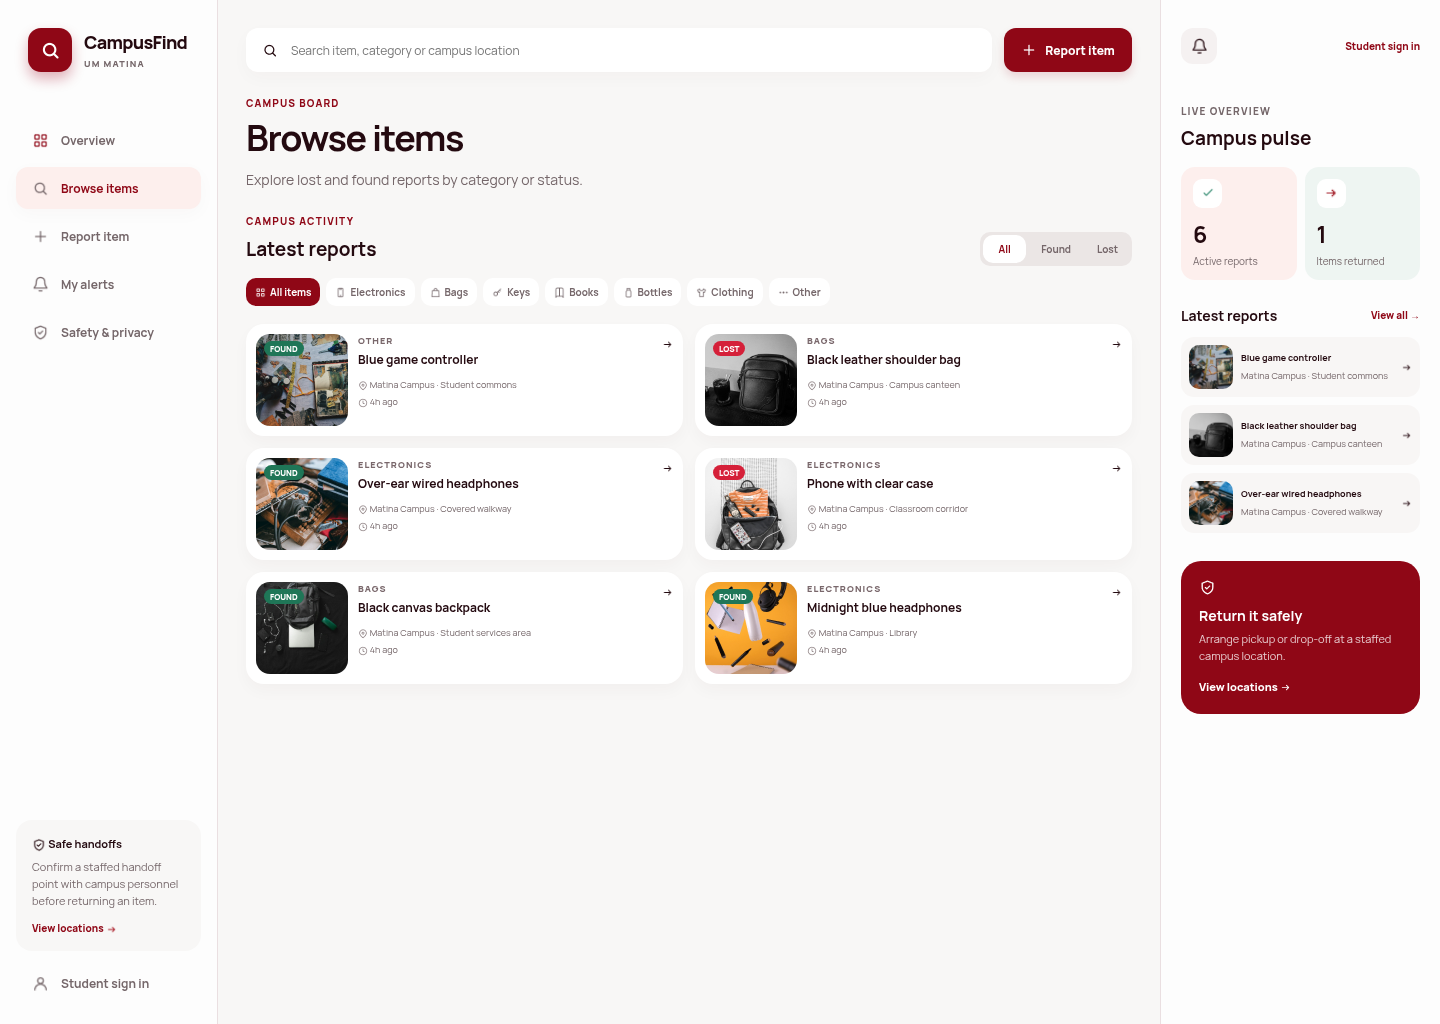 CampusFind
UM MATINA
Overview
Browse items
Report item
My alerts
Safety & privacy
Safe handoffs
Confirm a staffed handoff
point with campus personnel
before returning an item.
View locations →
Student sign in
Search item, category or campus location
Report item
CAMPUS BOARD
Browse items
Explore lost and found reports by category or status.
CAMPUS ACTIVITY
Latest reports
All Found Lost
All items Electronics Bags Keys Books Bottles Clothing Other
FOUND
OTHER
Blue game controller
Matina Campus · Student commons
4h ago
LOST
BAGS
Black leather shoulder bag
Matina Campus · Campus canteen
4h ago
FOUND
ELECTRONICS
Over-ear wired headphones
Matina Campus · Covered walkway
4h ago
LOST
ELECTRONICS
Phone with clear case
Matina Campus · Classroom corridor
4h ago
FOUND
BAGS
Black canvas backpack
Matina Campus · Student services area
4h ago
FOUND
ELECTRONICS
Midnight blue headphones
Matina Campus · Library
4h ago
Student sign in
LIVE OVERVIEW
Campus pulse
6
Active reports
1
Items returned
Latest reports
View all →
Blue game controller
Matina Campus · Student commons
Black leather shoulder bag
Matina Campus · Campus canteen
Over-ear wired headphones
Matina Campus · Covered walkway
Return it safely
Arrange pickup or drop-off at a staffed
campus location.
View locations →